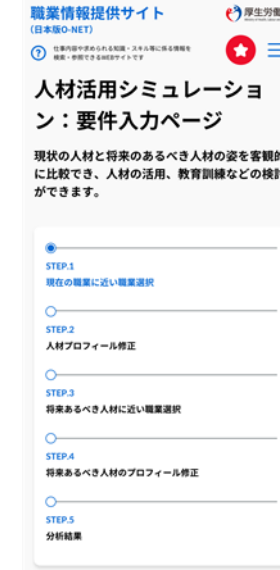 職業情報提供サイト
(日本版O-NET)
厚生労働
? 仕事内容や求められる知識・スキル等に係る情報を
検索・参照できるWEBサイトです
人材活用シミュレーショ
ン：要件入力ページ
現状の人材と将来のあるべき人材の姿を客観的
に比較でき、人材の活用、教育訓練などの検討
ができます。
STEP.1
現在の職業に近い職業選択
STEP.2
人材プロフィール修正
STEP.3
将来あるべき人材に近い職業選択
STEP.4
将来あるべき人材のプロフィール修正
STEP.5
分析結果